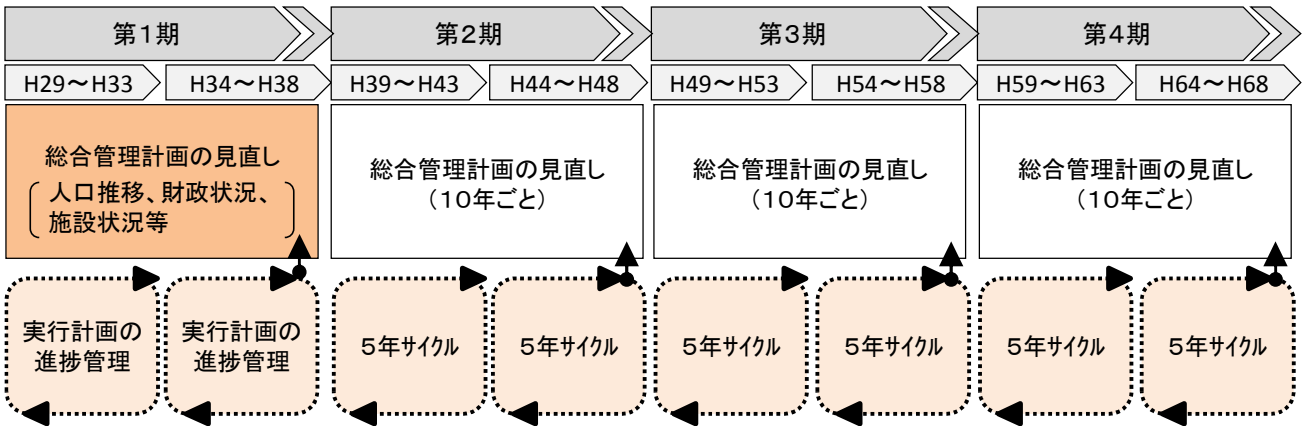 第1期
第2期
第3期
第4期
H29～H33
H34～H38
H39～H43
H44～H48
H49～H53
H54～H58
H59～H63
H64～H68
総合管理計画の見直し
人口推移、財政状況、
施設状況等
総合管理計画の見直し
（10年ごと）
総合管理計画の見直し
（10年ごと）
総合管理計画の見直し
（10年ごと）
実行計画の
進捗管理
実行計画の
進捗管理
5年ｻｲｸﾙ
5年ｻｲｸﾙ
5年ｻｲｸﾙ
5年ｻｲｸﾙ
5年ｻｲｸﾙ
5年ｻｲｸﾙ